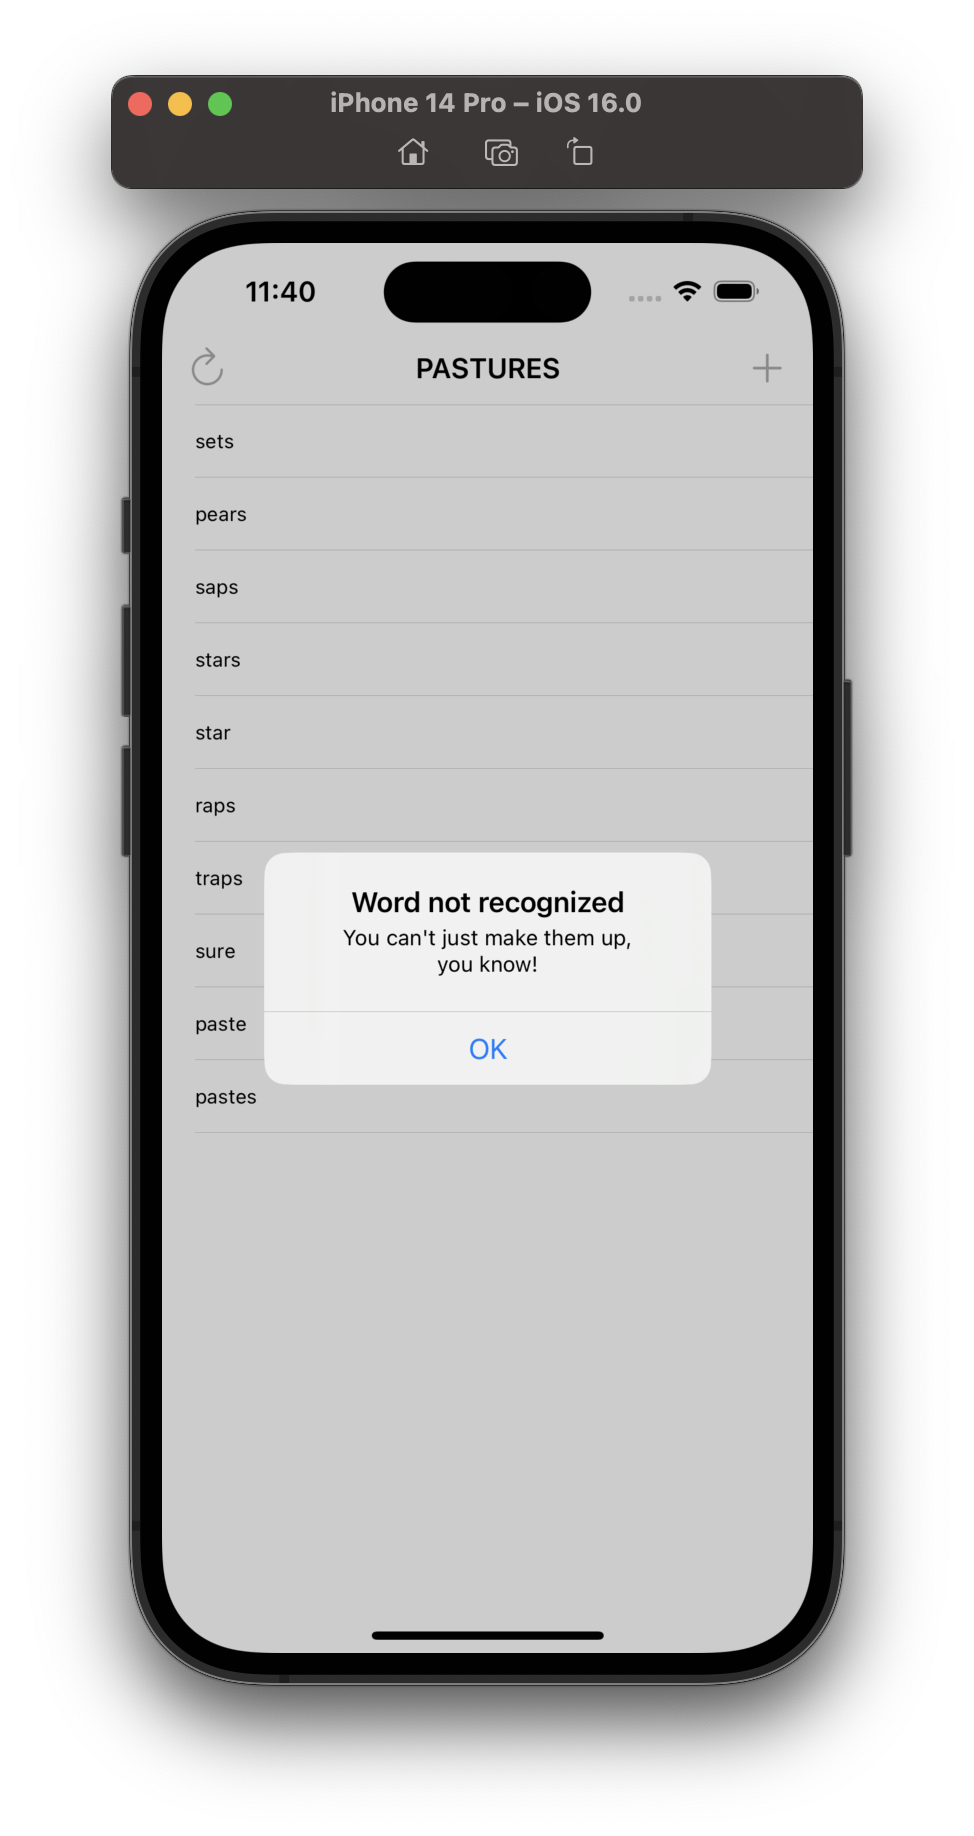 iPhone 14 Pro – iOS 16.0
11:40
PASTURES
sets
pears
saps
stars
star
raps
traps
sure
paste
pastes
Word not recognized
You can't just make them up,
you know!
OK